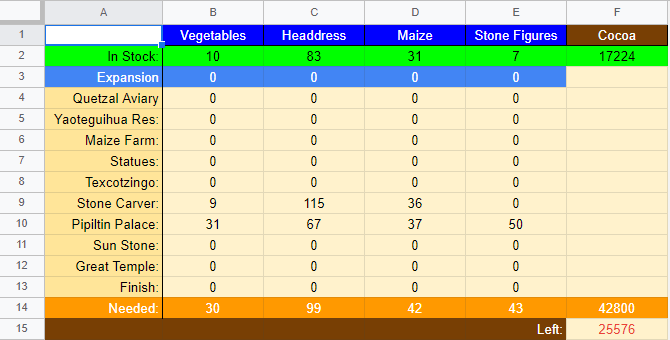 A B C D E F
1 Vegetables Headdress Maize Stone Figures Cocoa
2 In Stock: 10 83 31 7 17224
3 Expansion 0 0 0 0
4 Quetzal Aviary 0 0 0 0
5 Yaoteguihua Res: 0 0 0 0
6 Maize Farm: 0 0 0 0
7 Statues: 0 0 0 0
8 Texcotzingo: 0 0 0 0
9 Stone Carver: 9 115 36 0
10 Pipiltin Palace: 31 67 37 50
11 Sun Stone: 0 0 0 0
12 Great Temple: 0 0 0 0
13 Finish: 0 0 0 0
14 Needed: 30 99 42 43 42800
15 Left: 25576